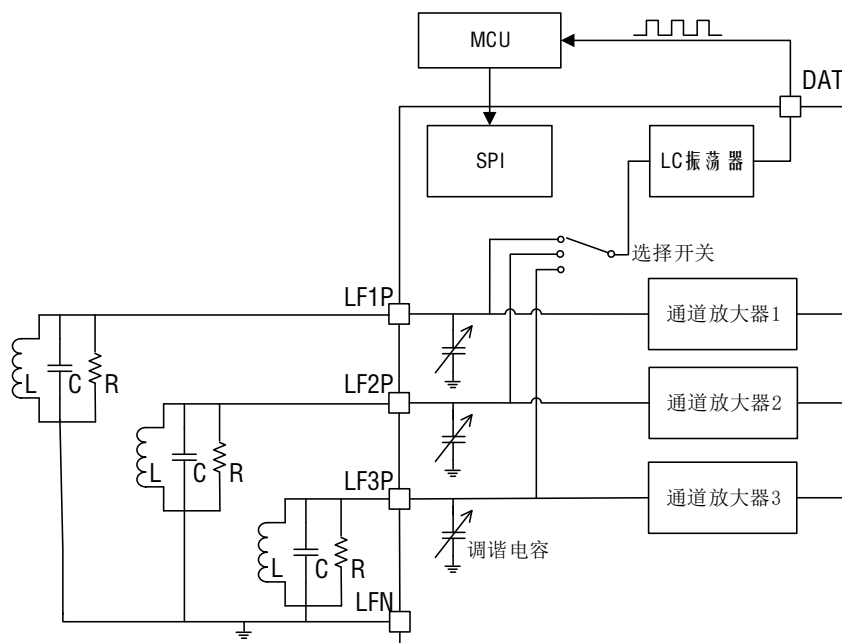 MCU
DAT
SPI
LC振荡器
选择开关
LF1P
通道放大器1
L
C
R
LF2P
通道放大器2
L
C
R
LF3P
通道放大器3
调谐电容
L
C
R
LFN